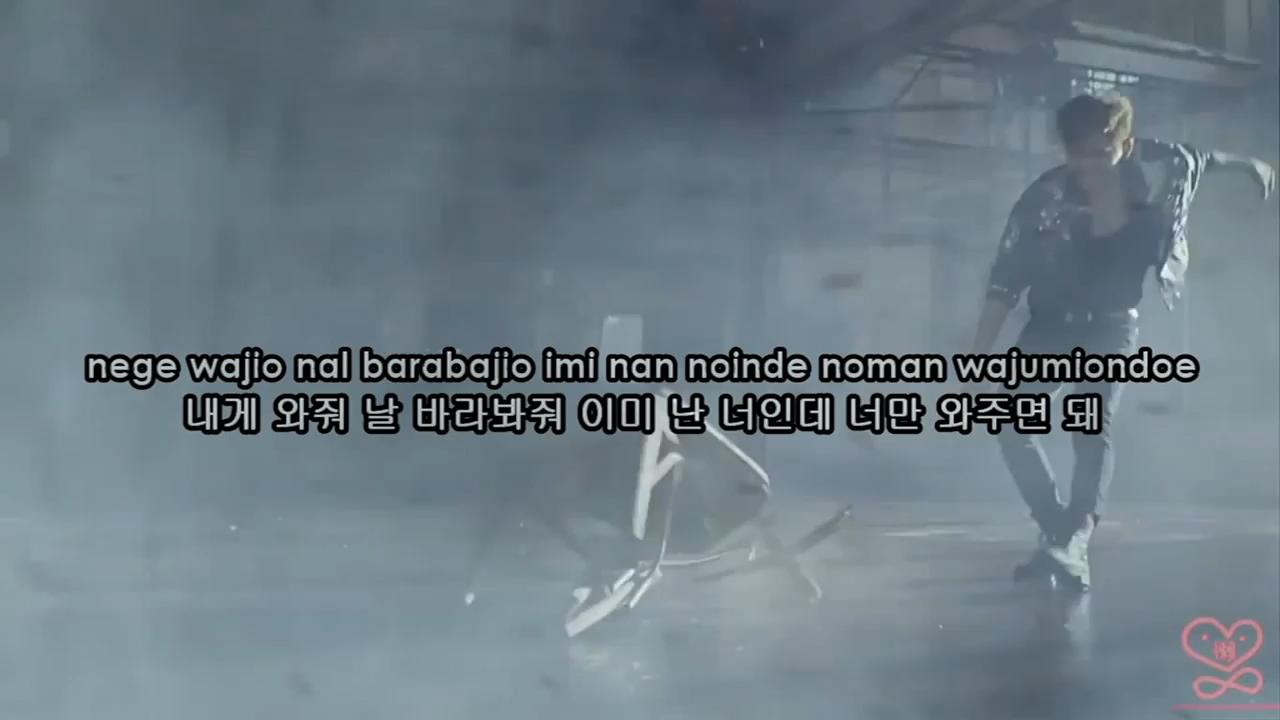 nege wajio nal barabajio imi nan noinde noman wajumiondoe
내게 와줘 날 바라봐줘 이미 난 너인데 너만 와주면 돼